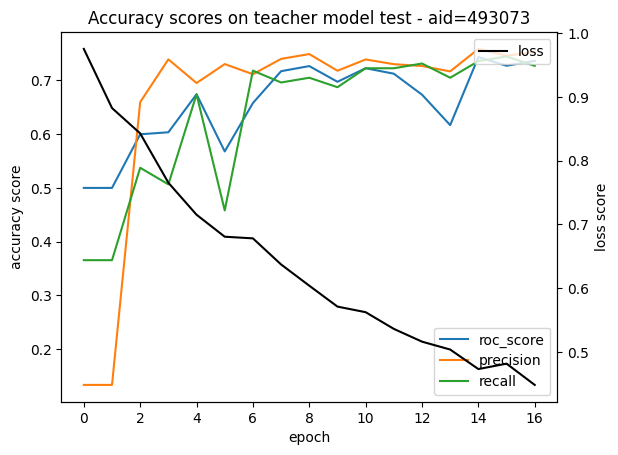 Accuracy scores on teacher model test - aid=493073
loss
accuracy score
0.7
0.6
0.5
0.4
0.3
0.2
1.0
0.9
0.8
0.7
0.6
0.5
loss score
roc_score
precision
recall
0 2 4 6 8 10 12 14 16
epoch